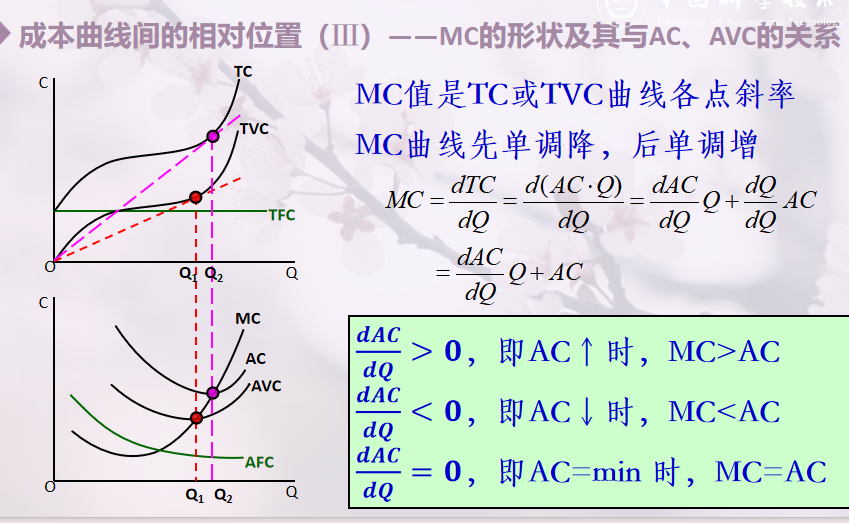 University of Science and Technology
成本曲线间的相对位置（Ⅲ）——MC的形状及其与AC、AVC的关系
C
TC
TVC
TFC
O
Q₁
Q₂
Q
C
MC
AC
AVC
AFC
O
Q₁
Q₂
Q
MC值是TC或TVC曲线各点斜率
MC曲线先单调降，后单调增
MC = dTC/dQ = d(AC·Q)/dQ = dAC/dQ Q + dQ/dQ AC
= dAC/dQ Q + AC
dAC/dQ > 0，即AC↑时，MC>AC
dAC/dQ < 0，即AC↓时，MC<AC
dAC/dQ = 0，即AC=min 时，MC=AC